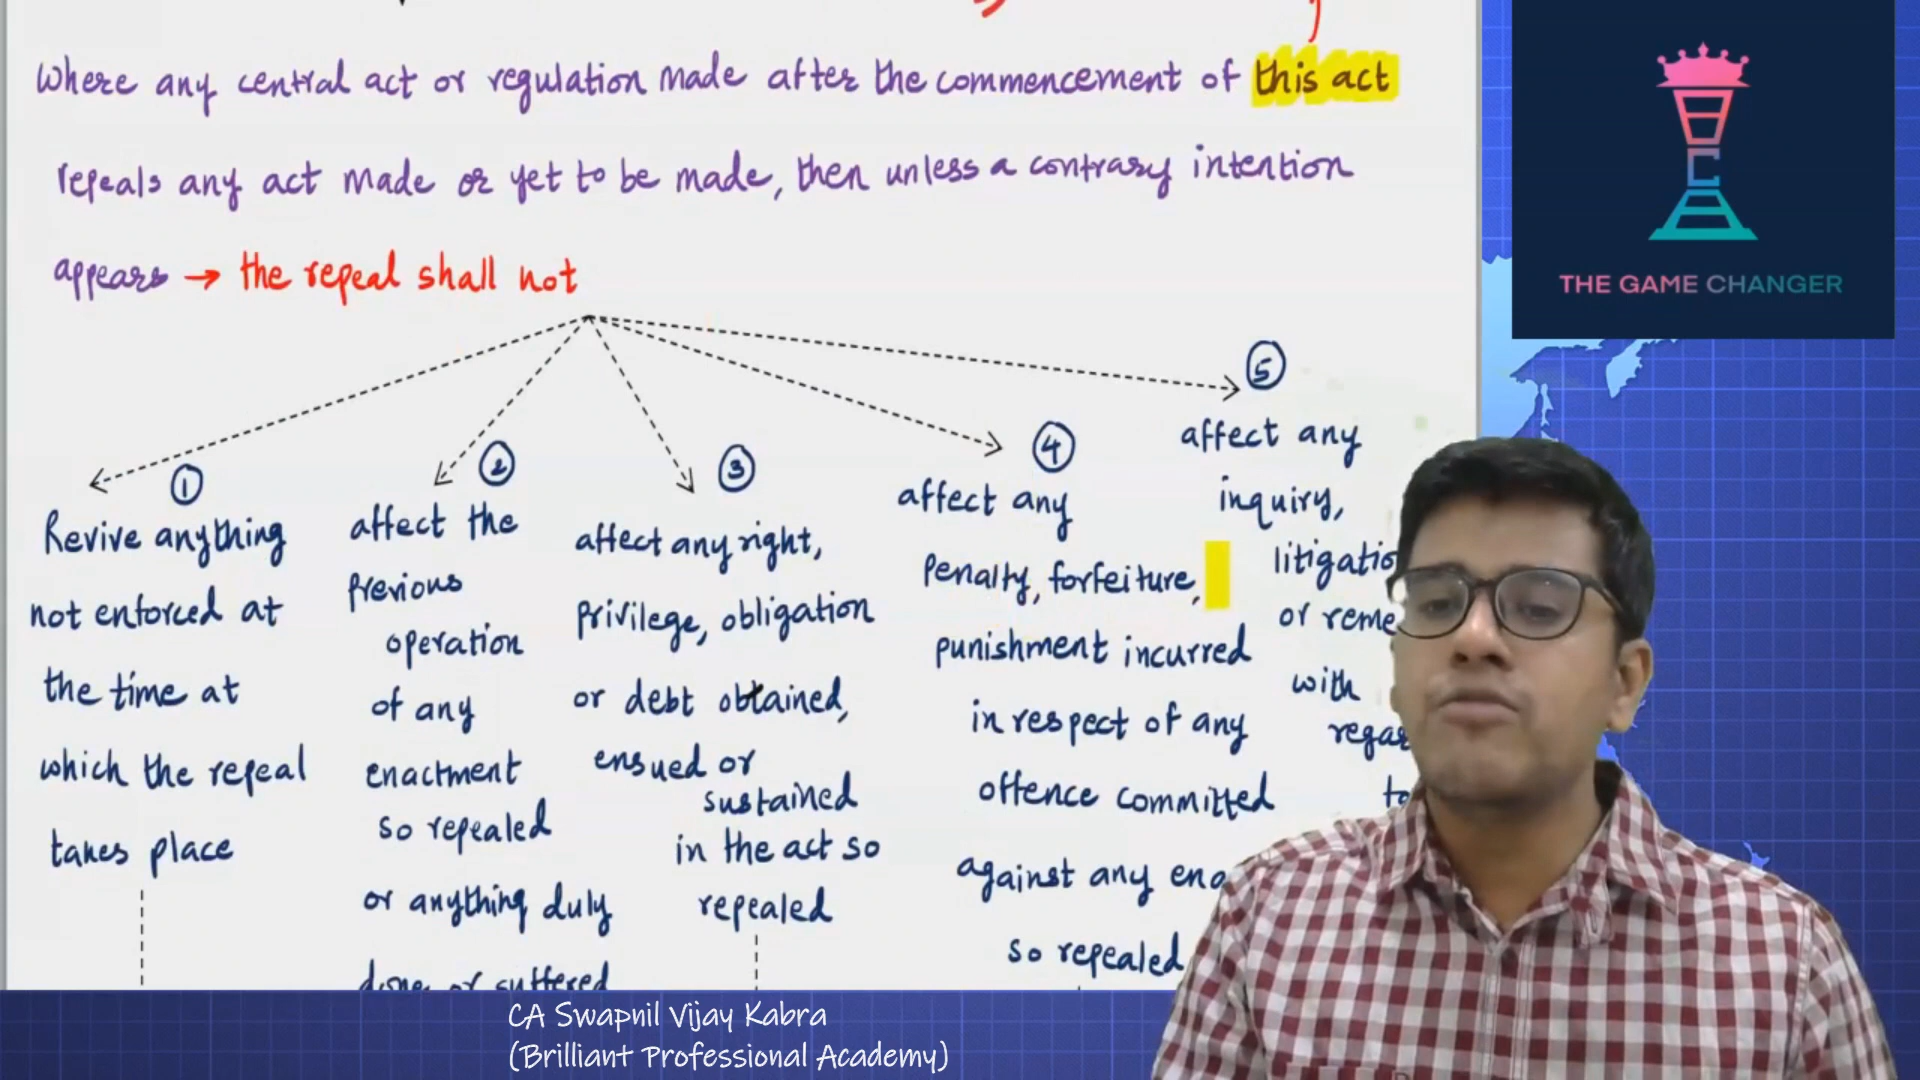 Where any central act or regulation made after the commencement of this act
repeals any act made or yet to be made, then unless a contrary intention
appears → the repeal shall not
①
Revive anything
not enforced at
the time at
which the repeal
takes place
②
affect the
previous
operation
of any
enactment
so repealed
or anything duly
done or suffered
③
affect any right,
privilege, obligation
or debt obtained,
ensued or
sustained
in the act so
repealed
④
affect any
Penalty, forfeiture,
punishment incurred
in respect of any
offence committed
against any
so repealed
⑤
affect any
inquiry,
or
with
to
THE GAME CHANGER
CA Swapnil Vijay Kabra
(Brilliant Professional Academy)